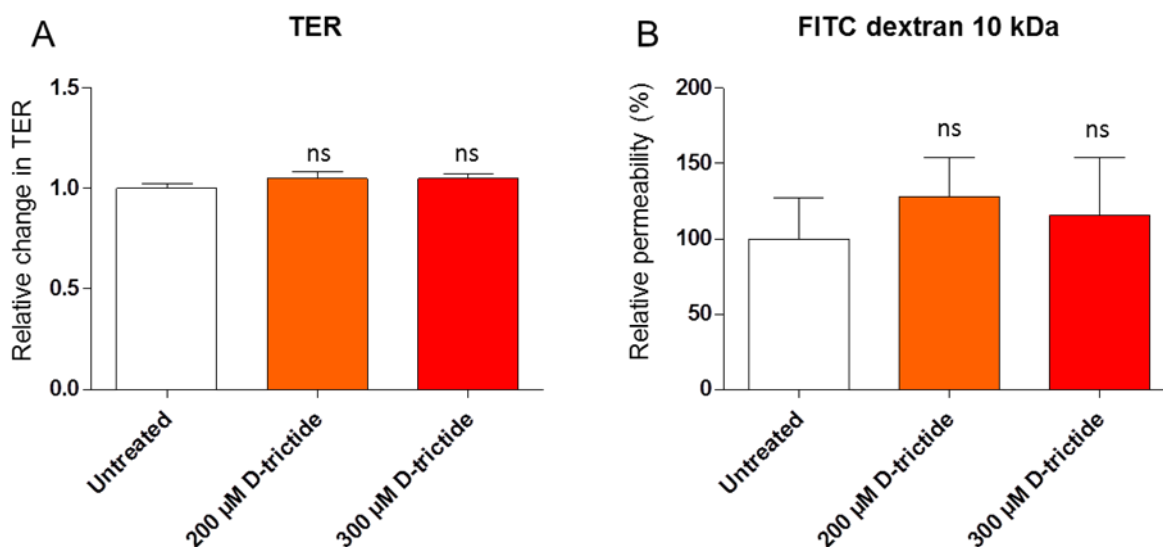 A
TER
Relative change in TER
1.5
1.0
0.5
0.0
ns
ns
Untreated
200 µM D-trictide
300 µM D-trictide
B
FITC dextran 10 kDa
Relative permeability (%)
200
150
100
50
0
ns
ns
Untreated
200 µM D-trictide
300 µM D-trictide